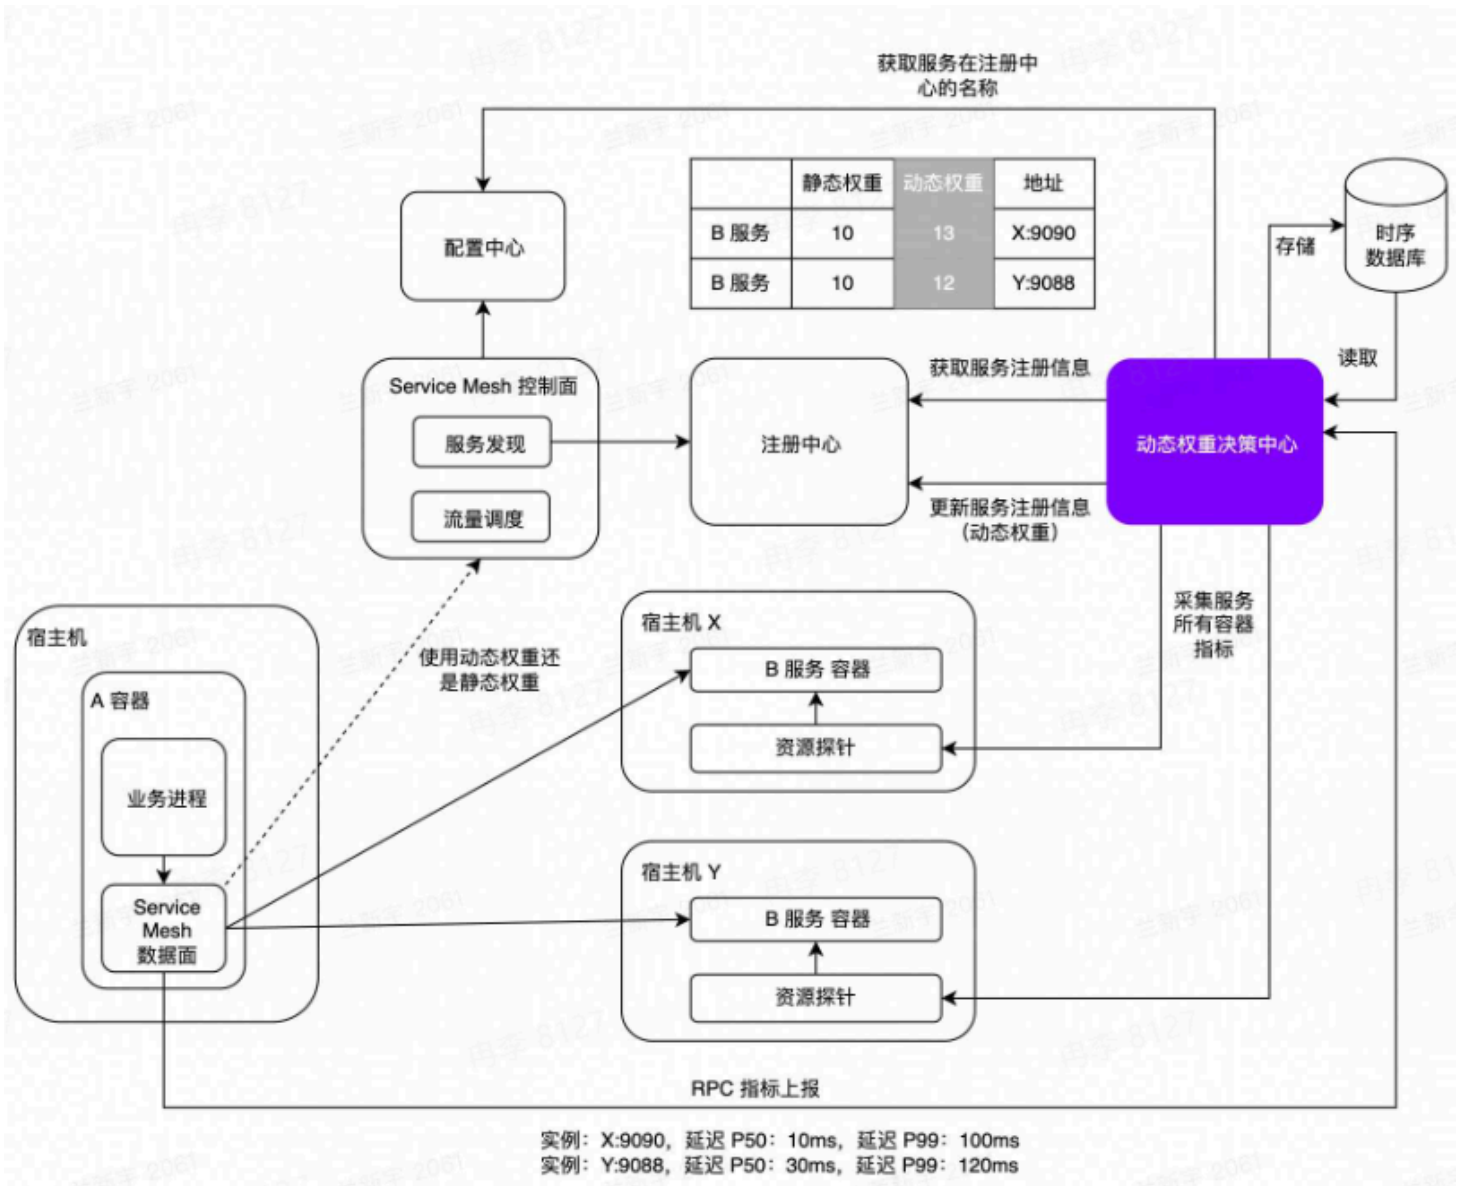 获取服务在注册中
心的名称
静态权重 动态权重 地址
B 服务 10 13 X:9090
B 服务 10 12 Y:9088
时序
数据库
存储
读取
配置中心
Service Mesh 控制面
服务发现
流量调度
注册中心
获取服务注册信息
更新服务注册信息
(动态权重)
动态权重决策中心
采集服务
所有容器
指标
使用动态权重还
是静态权重
宿主机
A 容器
业务进程
Service
Mesh
数据面
宿主机 X
B 服务 容器
资源探针
宿主机 Y
B 服务 容器
资源探针
RPC 指标上报
实例：X:9090，延迟 P50：10ms，延迟 P99：100ms
实例：Y:9088，延迟 P50：30ms，延迟 P99：120ms
冉李 8127
兰新宇 2061